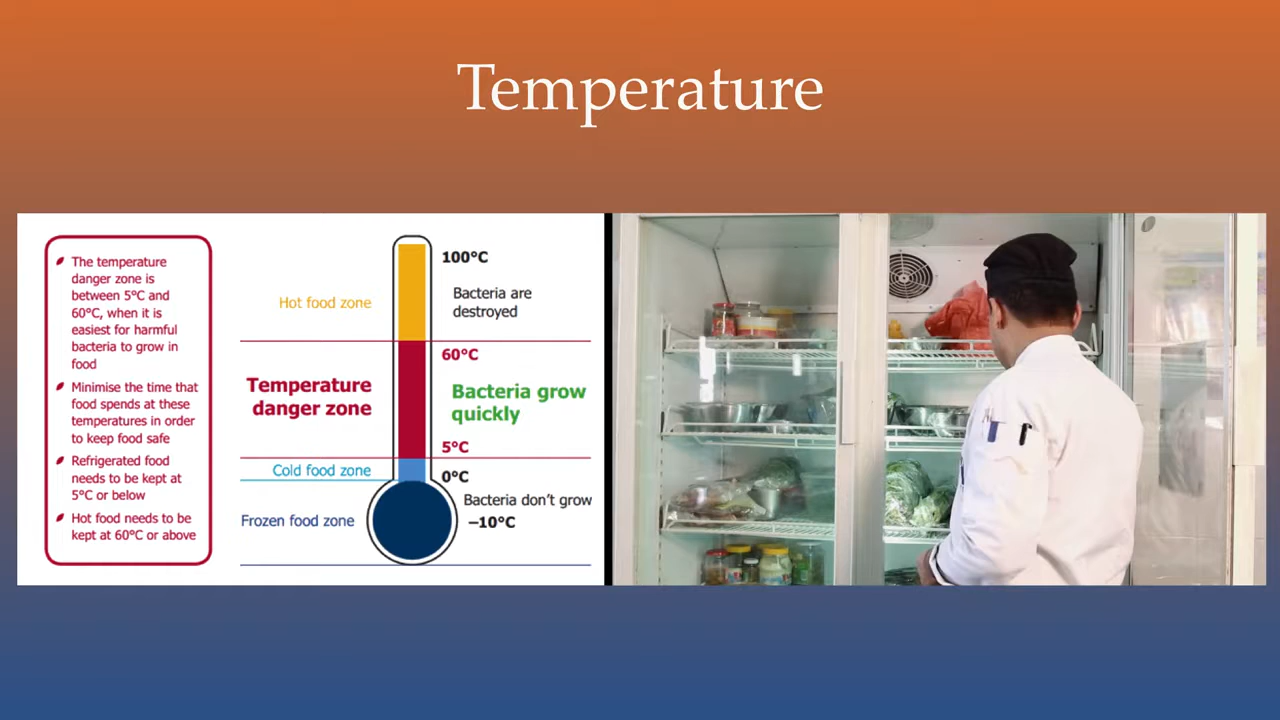 Temperature
The temperature
danger zone is
between 5°C and
60°C, when it is
easiest for harmful
bacteria to grow in
food
Minimise the time that
food spends at these
temperatures in order
to keep food safe
Refrigerated food
needs to be kept at
5°C or below
Hot food needs to be
kept at 60°C or above
100°C
Hot food zone
Bacteria are
destroyed
60°C
Temperature
danger zone
Bacteria grow
quickly
5°C
Cold food zone
0°C
Bacteria don't grow
Frozen food zone
–10°C